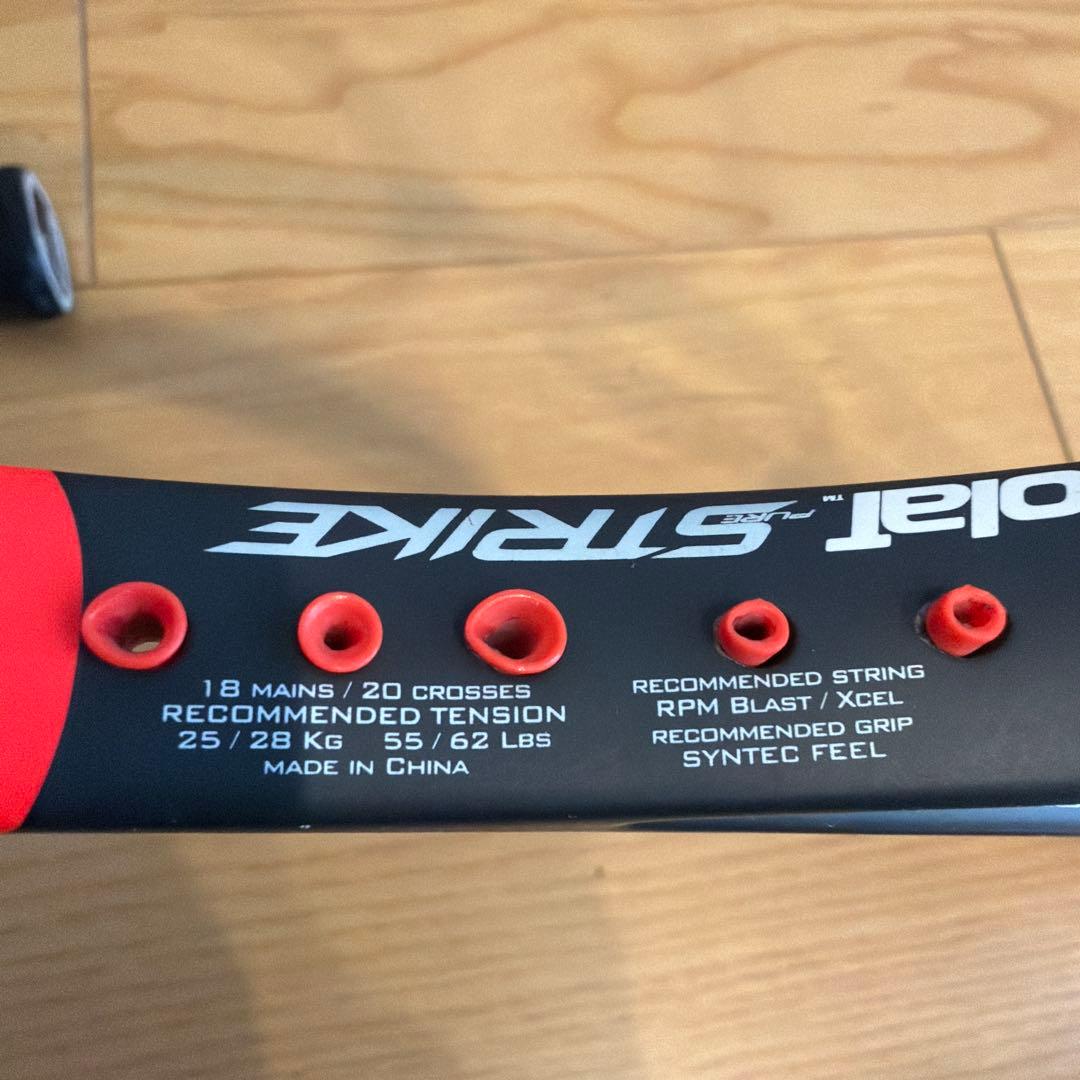 olaT™
PURE
STRIKE
18 MAINS / 20 CROSSES
RECOMMENDED TENSION
25 / 28 KG 55 / 62 LBS
MADE IN CHINA
RECOMMENDED STRING
RPM BLAST / XCEL
RECOMMENDED GRIP
SYNTEC FEEL